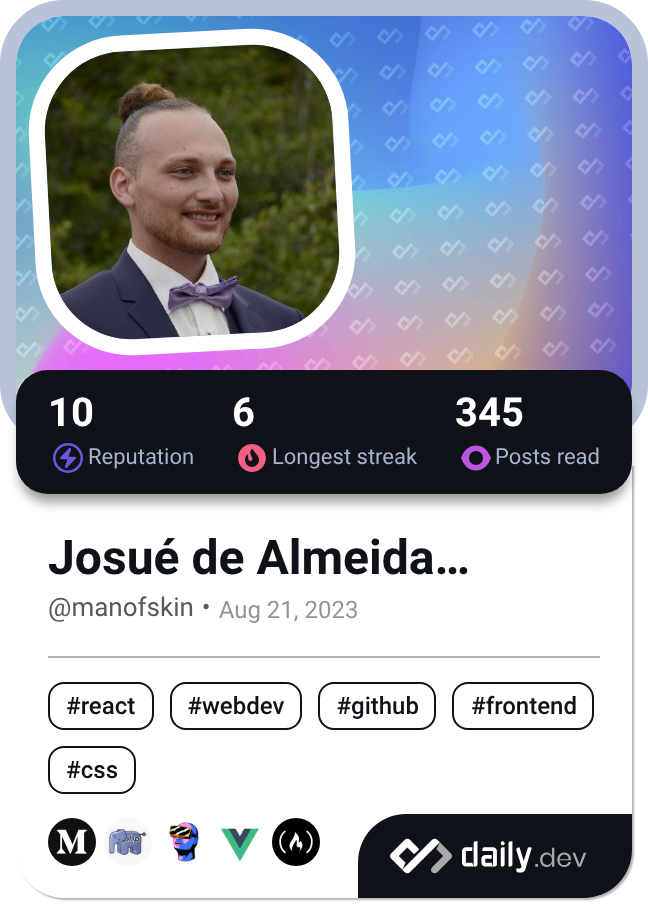 10 6 345
Reputation Longest streak Posts read
Josué de Almeida...
@manofskin • Aug 21, 2023
#react #webdev #github #frontend
#css
M php
daily.dev